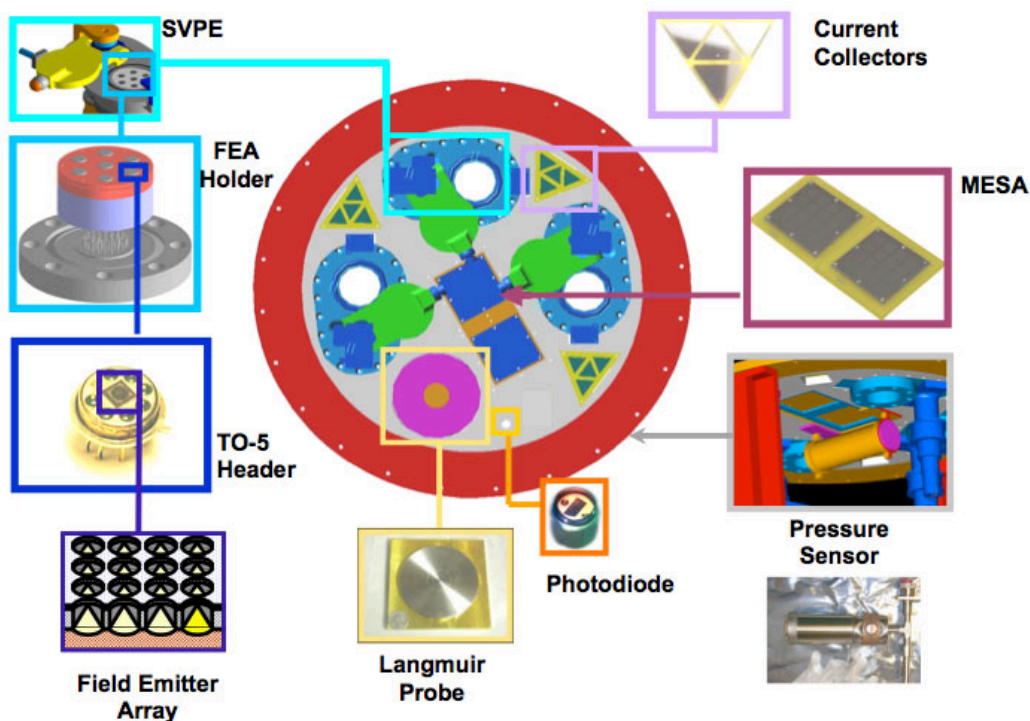 SVPE
Current
Collectors
FEA
Holder
MESA
TO-5
Header
Photodiode
Pressure
Sensor
Langmuir
Probe
Field Emitter
Array